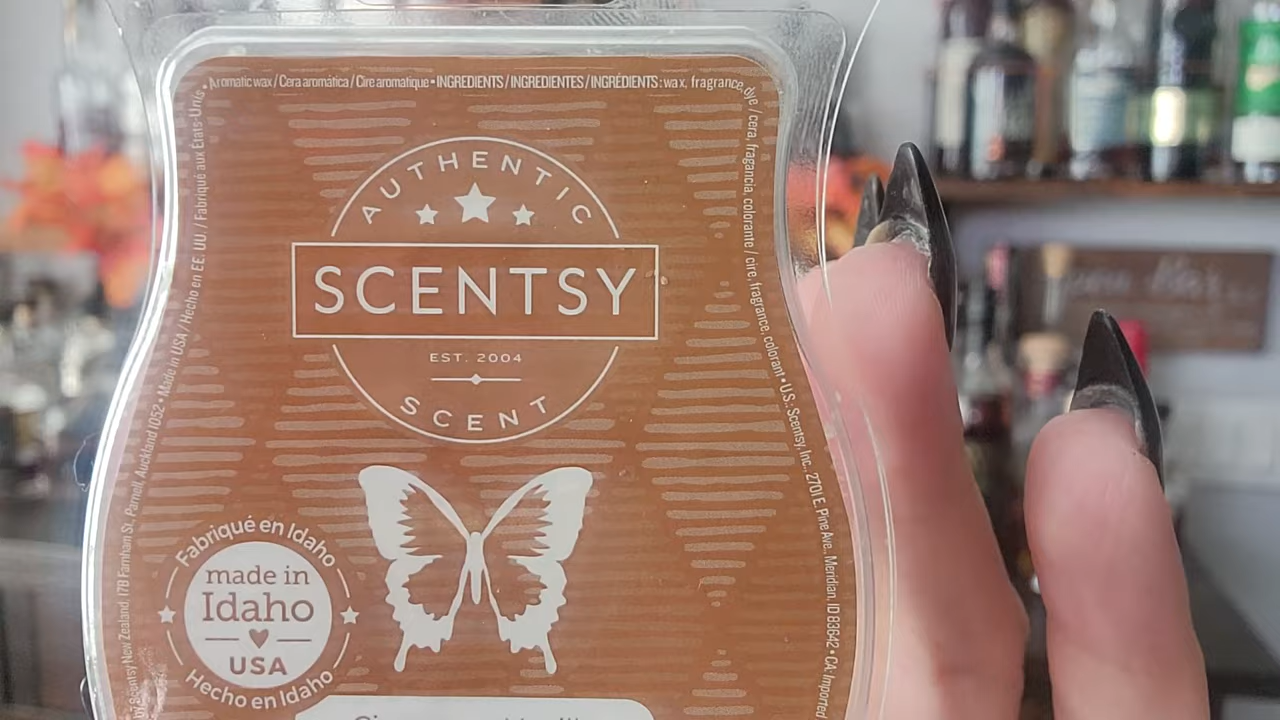 Aromatic wax / Cera aromática / Cire aromatique • INGREDIENTS / INGREDIENTES / INGRÉDIENTS : wax, fragrance, dye / cera, fragancia, colorante / cire, fragrance, colorant • U.S.: Scentsy, Inc., 2701 E. Pine Ave., Meridian, ID 83642 • CA: Imported
by Scentsy New Zealand, 17B Farnham St, Parnell, Auckland 1052 • Made in USA / Hecho en EE.UU. / Fabriqué aux États-Unis •
AUTHENTIC
SCENTSY
EST. 2004
SCENT
Fabriqué en Idaho
made in
Idaho
USA
Hecho en Idaho